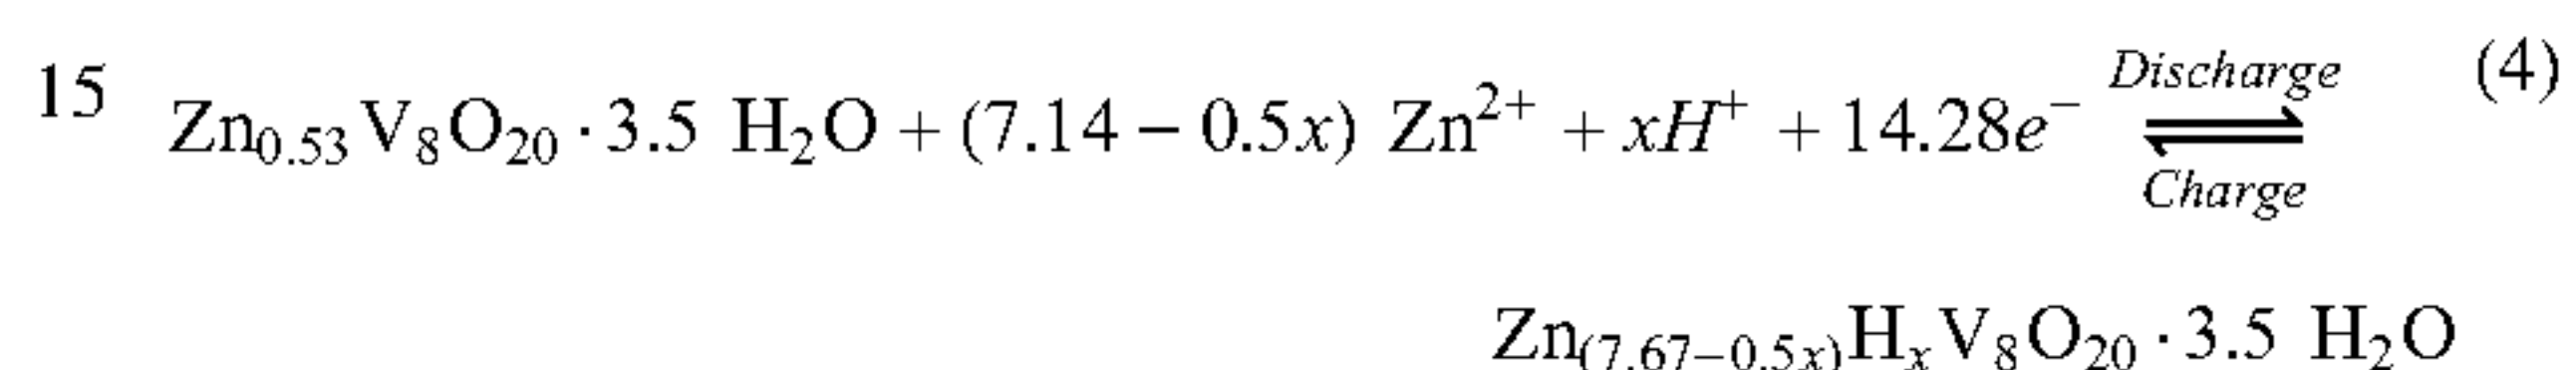 15 Zn₀.₅₃V₈O₂₀ · 3.5 H₂O + (7.14 − 0.5x) Zn²⁺ + xH⁺ + 14.28e⁻ Discharge ⇌ Charge (4)
Zn₍₇.₆₇₋₀.₅ₓ₎HₓV₈O₂₀ · 3.5 H₂O